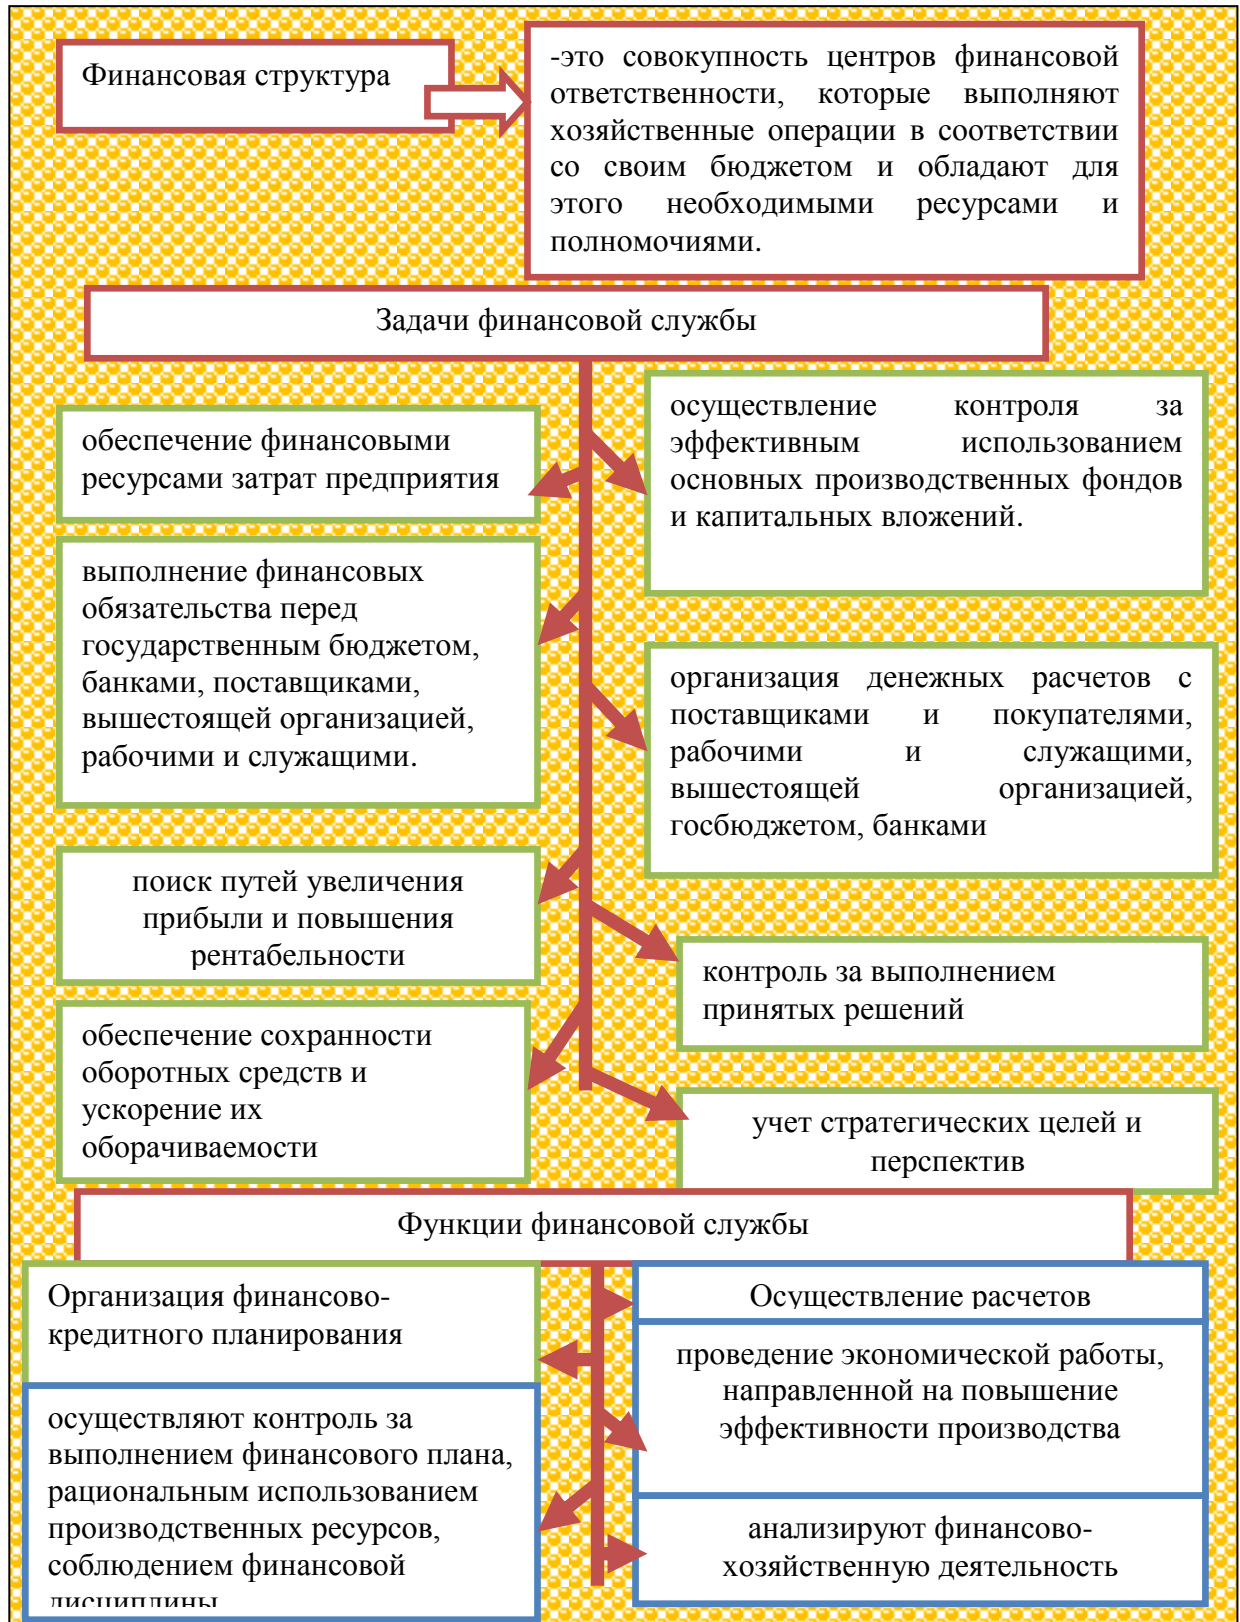 Финансовая структура
-это совокупность центров финансовой
ответственности, которые выполняют
хозяйственные операции в соответствии
со своим бюджетом и обладают для
этого необходимыми ресурсами и
полномочиями.
Задачи финансовой службы
обеспечение финансовыми
ресурсами затрат предприятия
осуществление контроля за
эффективным использованием
основных производственных фондов
и капитальных вложений.
выполнение финансовых
обязательства перед
государственным бюджетом,
банками, поставщиками,
вышестоящей организацией,
рабочими и служащими.
организация денежных расчетов с
поставщиками и покупателями,
рабочими и служащими,
вышестоящей организацией,
госбюджетом, банками
поиск путей увеличения
прибыли и повышения
рентабельности
контроль за выполнением
принятых решений
обеспечение сохранности
оборотных средств и
ускорение их
оборачиваемости
учет стратегических целей и
перспектив
Функции финансовой службы
Организация финансово-
кредитного планирования
Осуществление расчетов
проведение экономической работы,
направленной на повышение
эффективности производства
осуществляют контроль за
выполнением финансового плана,
рациональным использованием
производственных ресурсов,
соблюдением финансовой
дисциплины
анализируют финансово-
хозяйственную деятельность